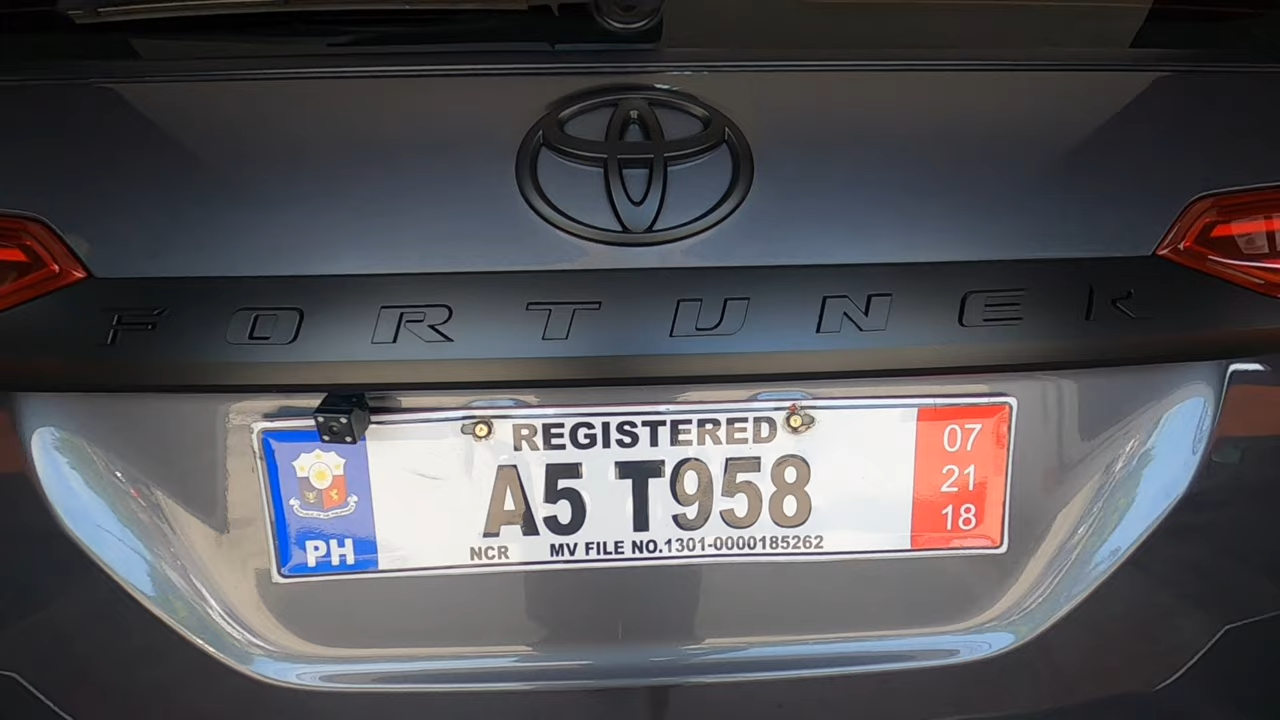 FORTUNER
REGISTERED
A5 T958
NCR MV FILE NO.1301-0000185262
PH
07
21
18